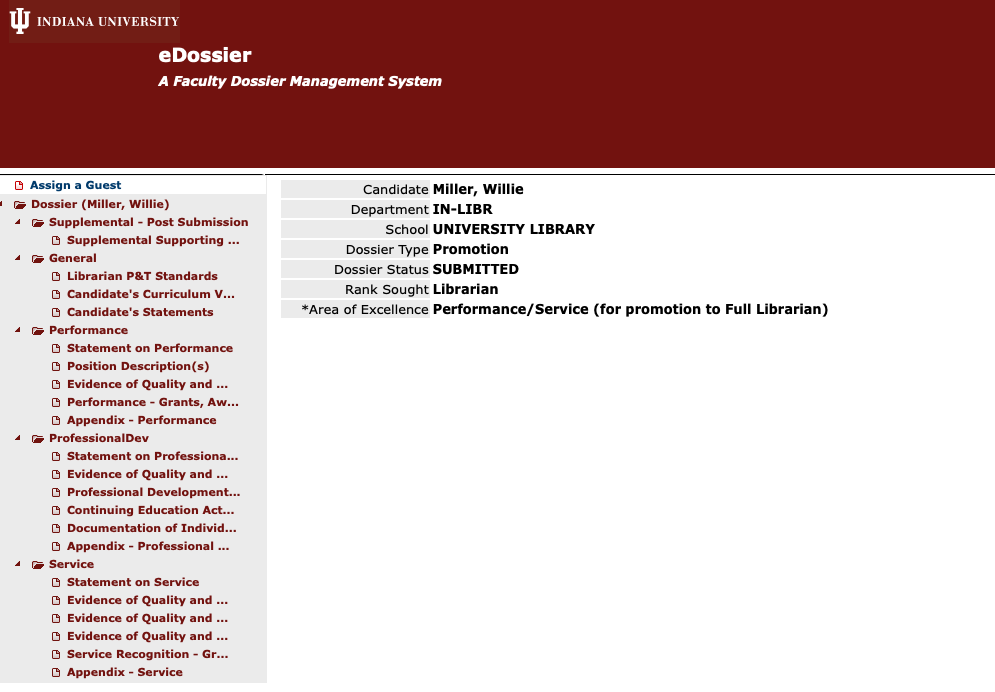 INDIANA UNIVERSITY
eDossier
A Faculty Dossier Management System
Assign a Guest
Dossier (Miller, Willie)
Supplemental - Post Submission
Supplemental Supporting ...
General
Librarian P&T Standards
Candidate's Curriculum V...
Candidate's Statements
Performance
Statement on Performance
Position Description(s)
Evidence of Quality and ...
Performance - Grants, Aw...
Appendix - Performance
ProfessionalDev
Statement on Professiona...
Evidence of Quality and ...
Professional Development...
Continuing Education Act...
Documentation of Individ...
Appendix - Professional ...
Service
Statement on Service
Evidence of Quality and ...
Evidence of Quality and ...
Evidence of Quality and ...
Service Recognition - Gr...
Appendix - Service
Candidate Miller, Willie
Department IN-LIBR
School UNIVERSITY LIBRARY
Dossier Type Promotion
Dossier Status SUBMITTED
Rank Sought Librarian
*Area of Excellence Performance/Service (for promotion to Full Librarian)